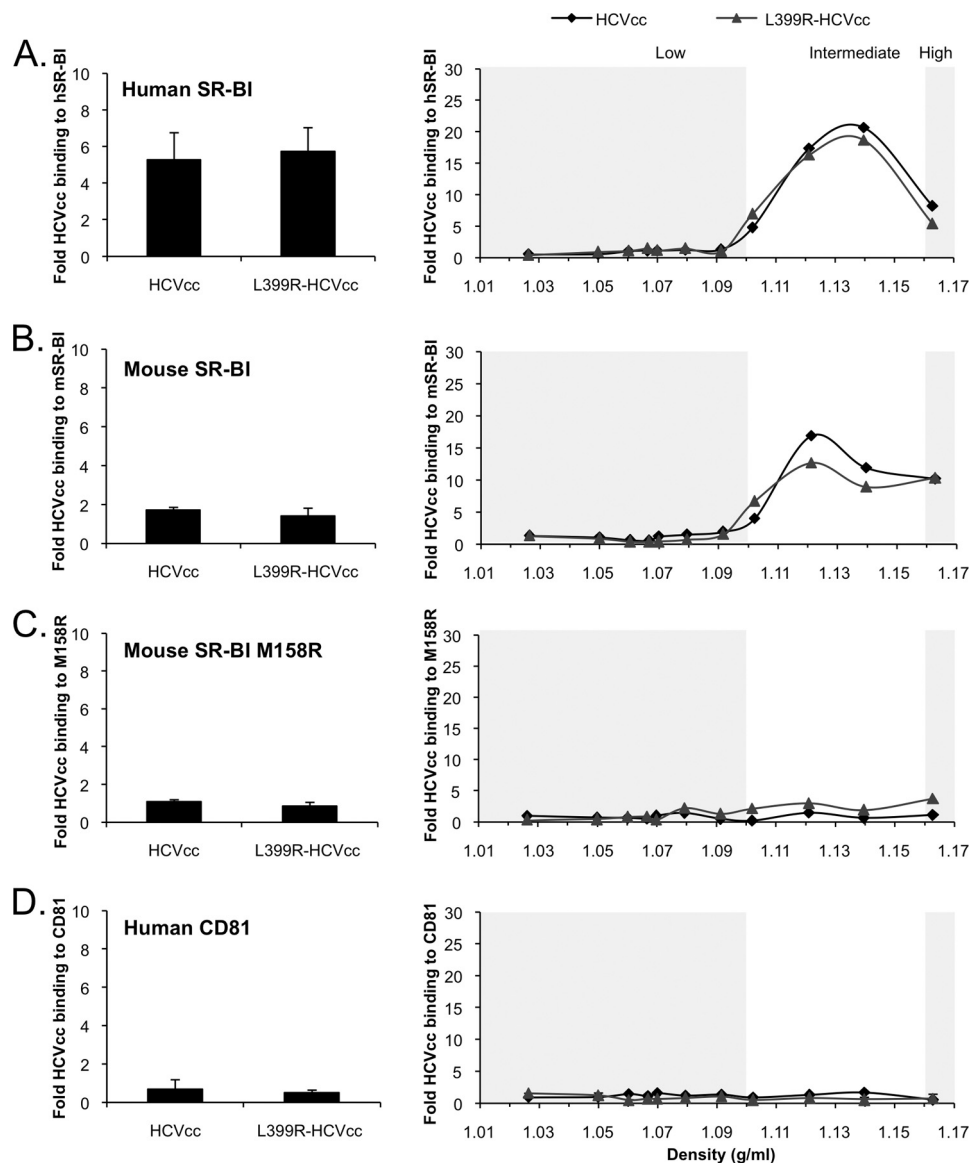 HCVcc L399R-HCVcc
A.
Human SR-BI
Fold HCVcc binding to hSR-BI
10
8
6
4
2
0
HCVcc L399R-HCVcc
Low Intermediate High
Fold HCVcc binding to hSR-BI
30
25
20
15
10
5
0
1.01 1.03 1.05 1.07 1.09 1.11 1.13 1.15 1.17
B.
Mouse SR-BI
Fold HCVcc binding to mSR-BI
10
8
6
4
2
0
HCVcc L399R-HCVcc
Fold HCVcc binding to mSR-BI
30
25
20
15
10
5
0
1.01 1.03 1.05 1.07 1.09 1.11 1.13 1.15 1.17
C.
Mouse SR-BI M158R
Fold HCVcc binding to M158R
10
8
6
4
2
0
HCVcc L399R-HCVcc
Fold HCVcc binding to M158R
30
25
20
15
10
5
0
1.01 1.03 1.05 1.07 1.09 1.11 1.13 1.15 1.17
D.
Human CD81
Fold HCVcc binding to CD81
10
8
6
4
2
0
HCVcc L399R-HCVcc
Fold HCVcc binding to CD81
30
25
20
15
10
5
0
1.01 1.03 1.05 1.07 1.09 1.11 1.13 1.15 1.17
Density (g/ml)